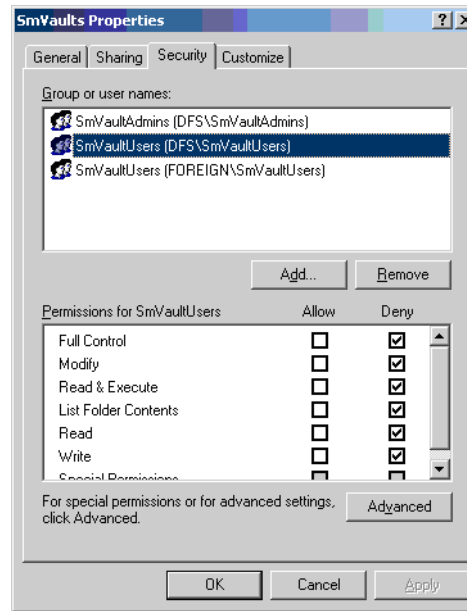 SmVaults Properties
General Sharing Security Customize
Group or user names:
SmVaultAdmins (DFS\SmVaultAdmins)
SmVaultUsers (DFS\SmVaultUsers)
SmVaultUsers (FOREIGN\SmVaultUsers)
Add... Remove
Permissions for SmVaultUsers Allow Deny
Full Control
Modify
Read & Execute
List Folder Contents
Read
Write
Special Permissions
For special permissions or for advanced settings, Advanced
click Advanced.
OK Cancel Apply